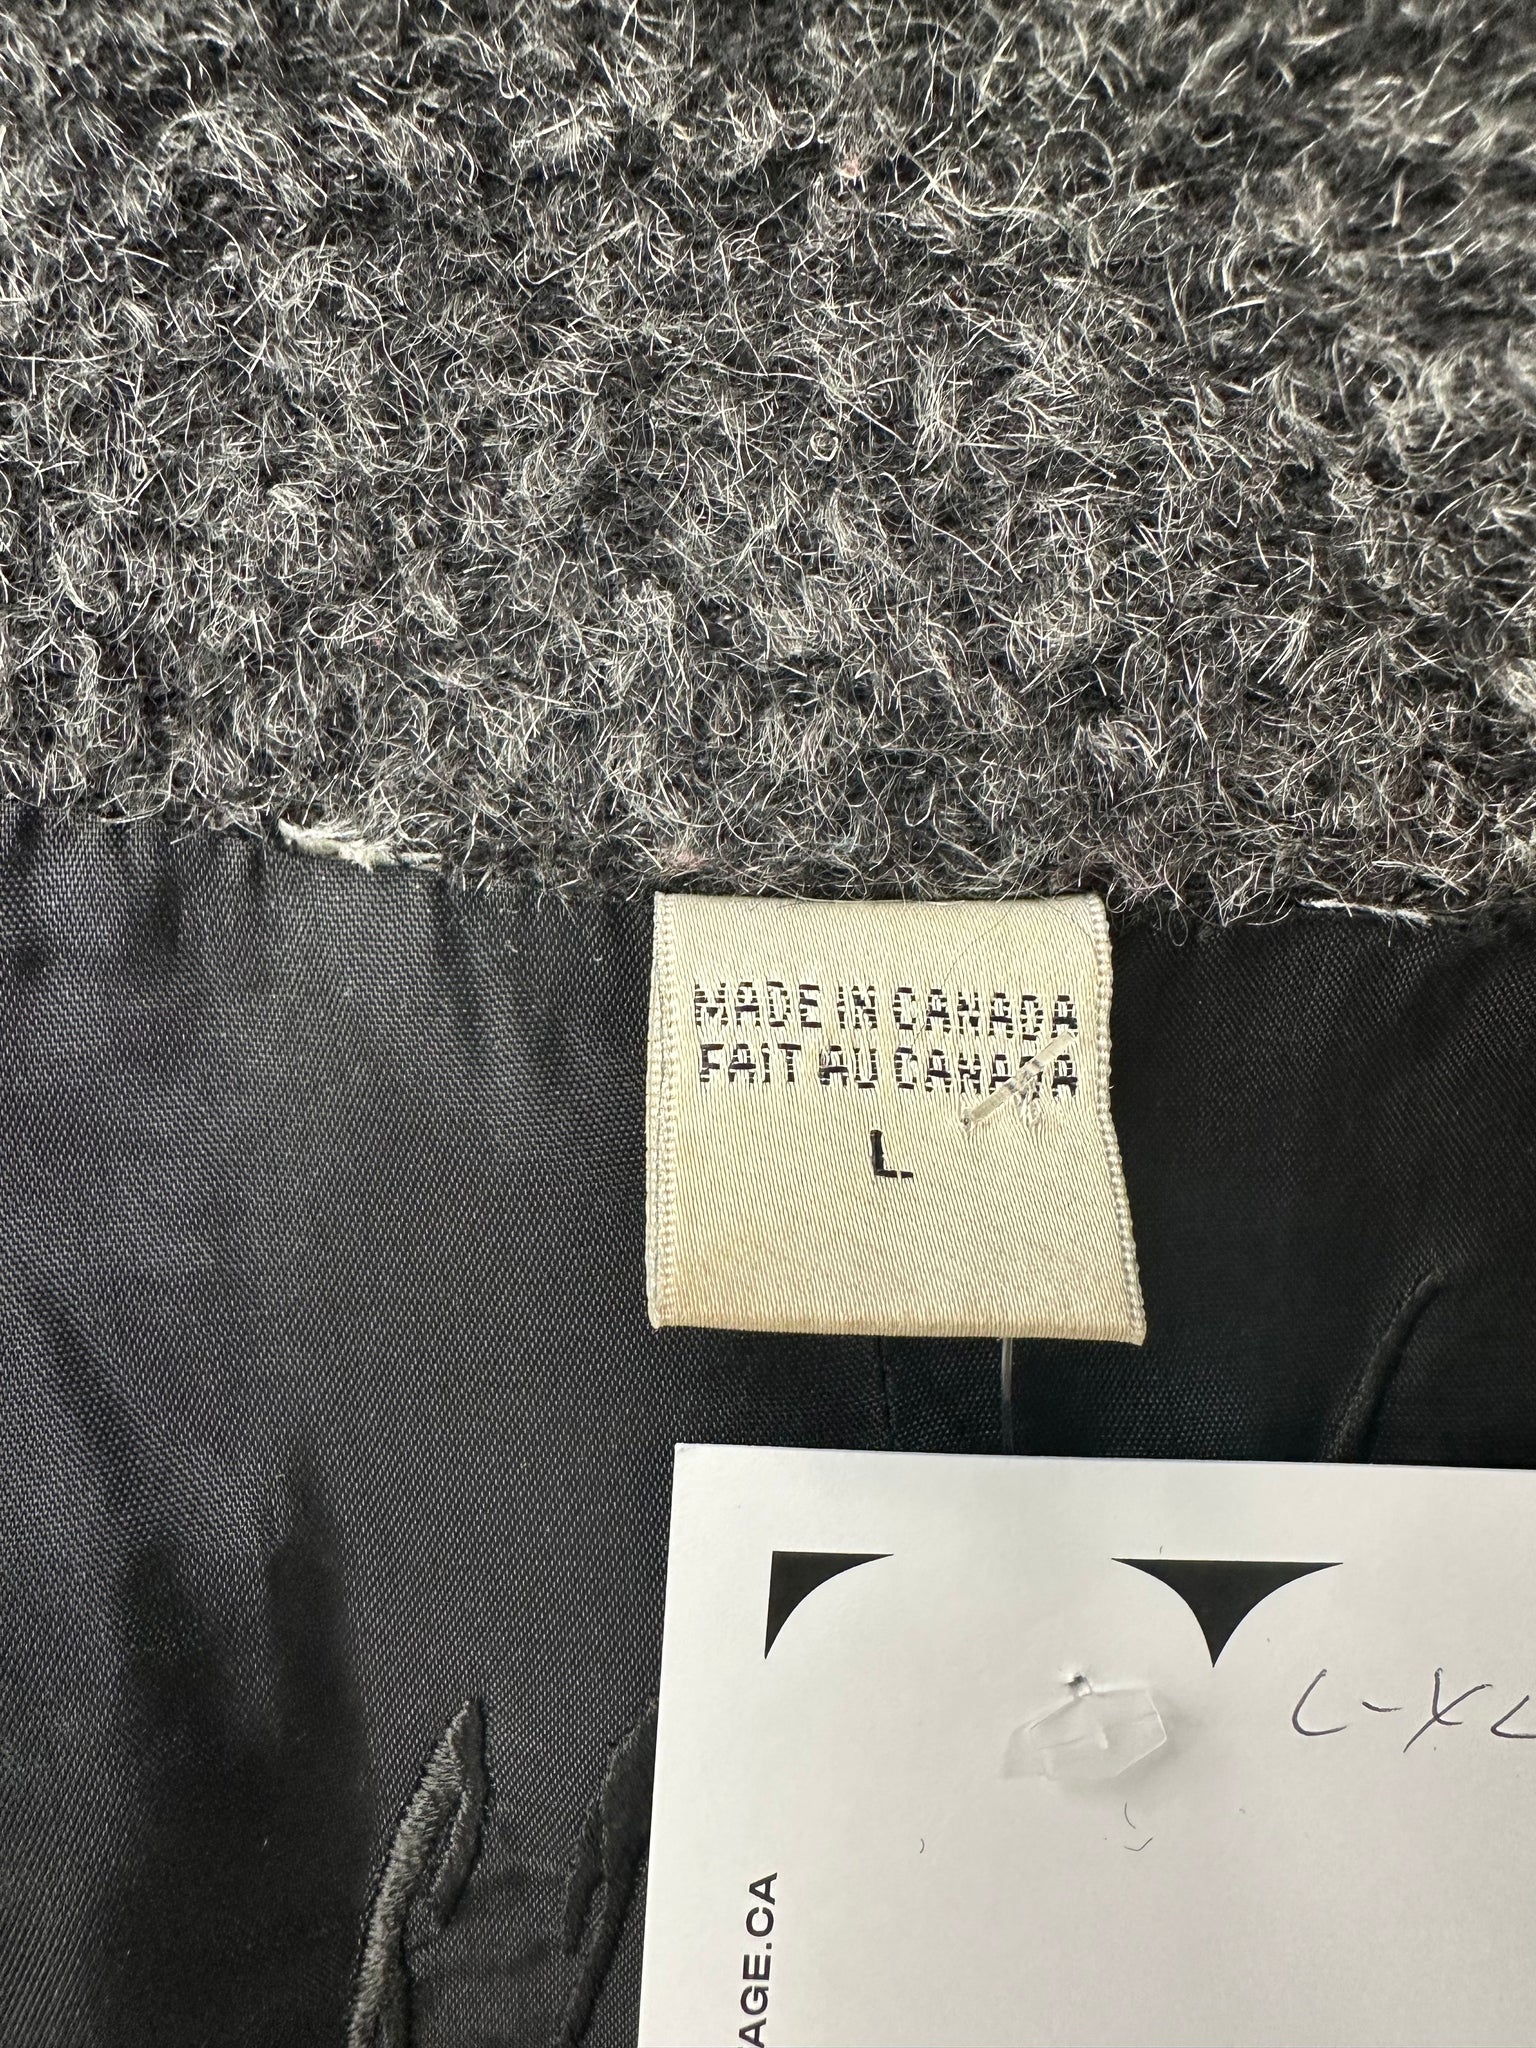 MADE IN CANADA
FAIT AU CANADA
L
L-XL
AGE.CA